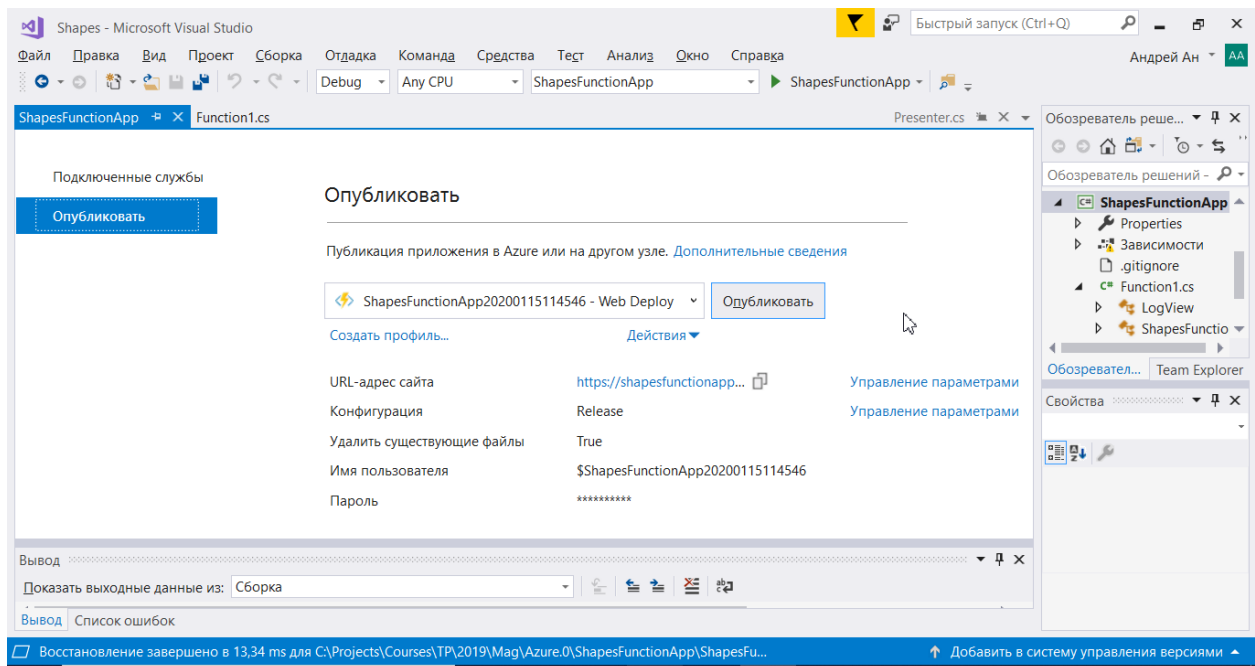 Shapes - Microsoft Visual Studio
Быстрый запуск (Ctrl+Q)
Файл Правка Вид Проект Сборка Отладка Команда Средства Тест Анализ Окно Справка
Андрей Ан AA
Debug Any CPU ShapesFunctionApp ShapesFunctionApp
ShapesFunctionApp Function1.cs Presenter.cs
Подключенные службы
Опубликовать
Опубликовать
Публикация приложения в Azure или на другом узле. Дополнительные сведения
ShapesFunctionApp20200115114546 - Web Deploy Опубликовать
Создать профиль... Действия
URL-адрес сайта https://shapesfunctionapp... Управление параметрами
Конфигурация Release Управление параметрами
Удалить существующие файлы True
Имя пользователя $ShapesFunctionApp20200115114546
Пароль **********
Обозреватель реше...
Обозреватель решений -
C# ShapesFunctionApp
Properties
Зависимости
.gitignore
C# Function1.cs
LogView
ShapesFunctio
Обозревател... Team Explorer
Свойства
Вывод
Показать выходные данные из: Сборка
Вывод Список ошибок
Восстановление завершено в 13,34 ms для C:\Projects\Courses\TP\2019\Mag\Azure.0\ShapesFunctionApp\ShapesFu...
Добавить в систему управления версиями